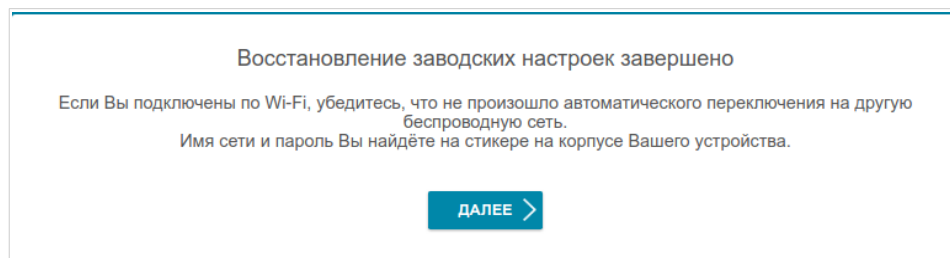 Восстановление заводских настроек завершено
Если Вы подключены по Wi-Fi, убедитесь, что не произошло автоматического переключения на другую
беспроводную сеть.
Имя сети и пароль Вы найдёте на стикере на корпусе Вашего устройства.
ДАЛЕЕ